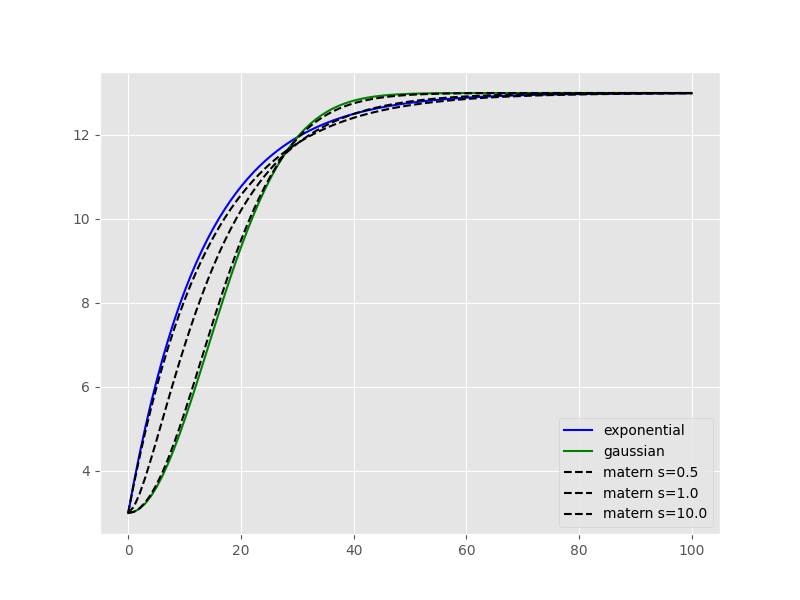 12
10
8
6
4
0 20 40 60 80 100
exponential
gaussian
matern s=0.5
matern s=1.0
matern s=10.0